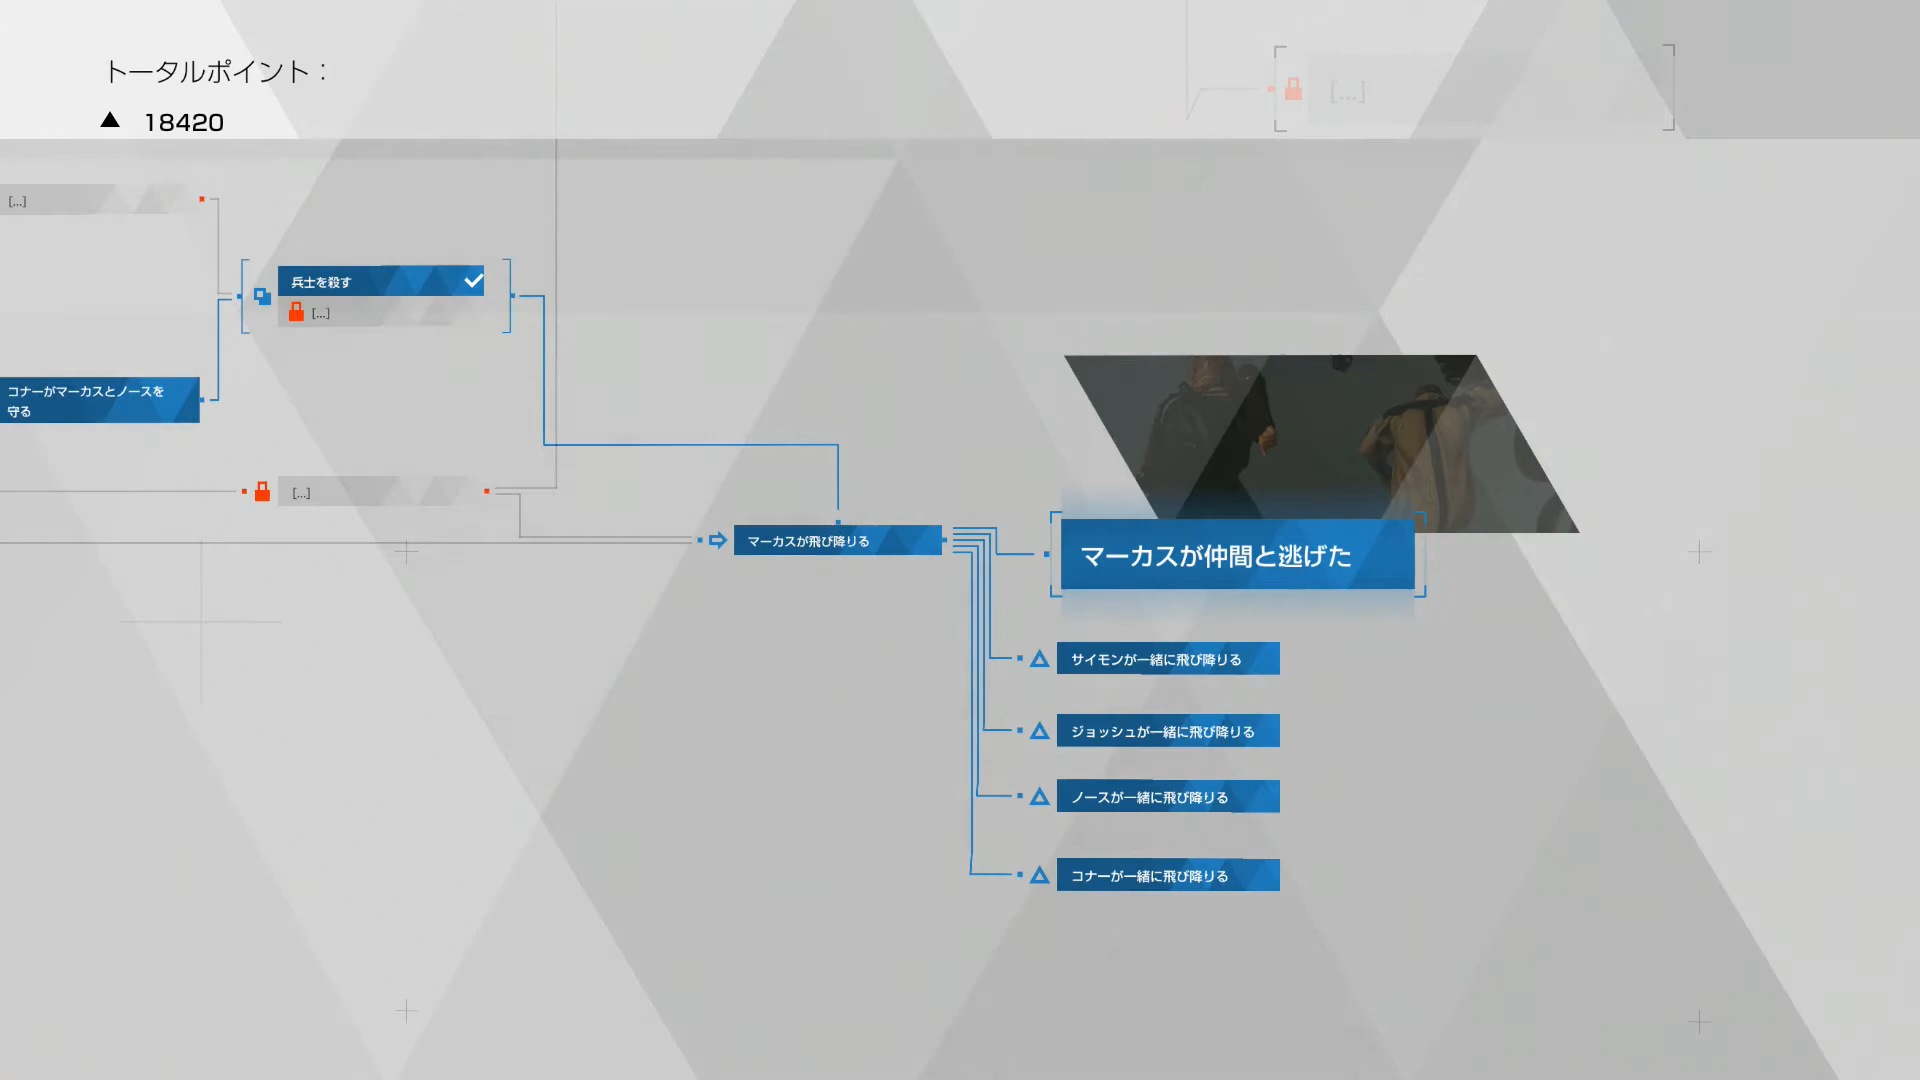 トータルポイント：
▲ 18420
[...]
[...]
兵士を殺す
[...]
コナーがマーカスとノースを
守る
[...]
マーカスが飛び降りる
マーカスが仲間と逃げた
サイモンが一緒に飛び降りる
ジョッシュが一緒に飛び降りる
ノースが一緒に飛び降りる
コナーが一緒に飛び降りる